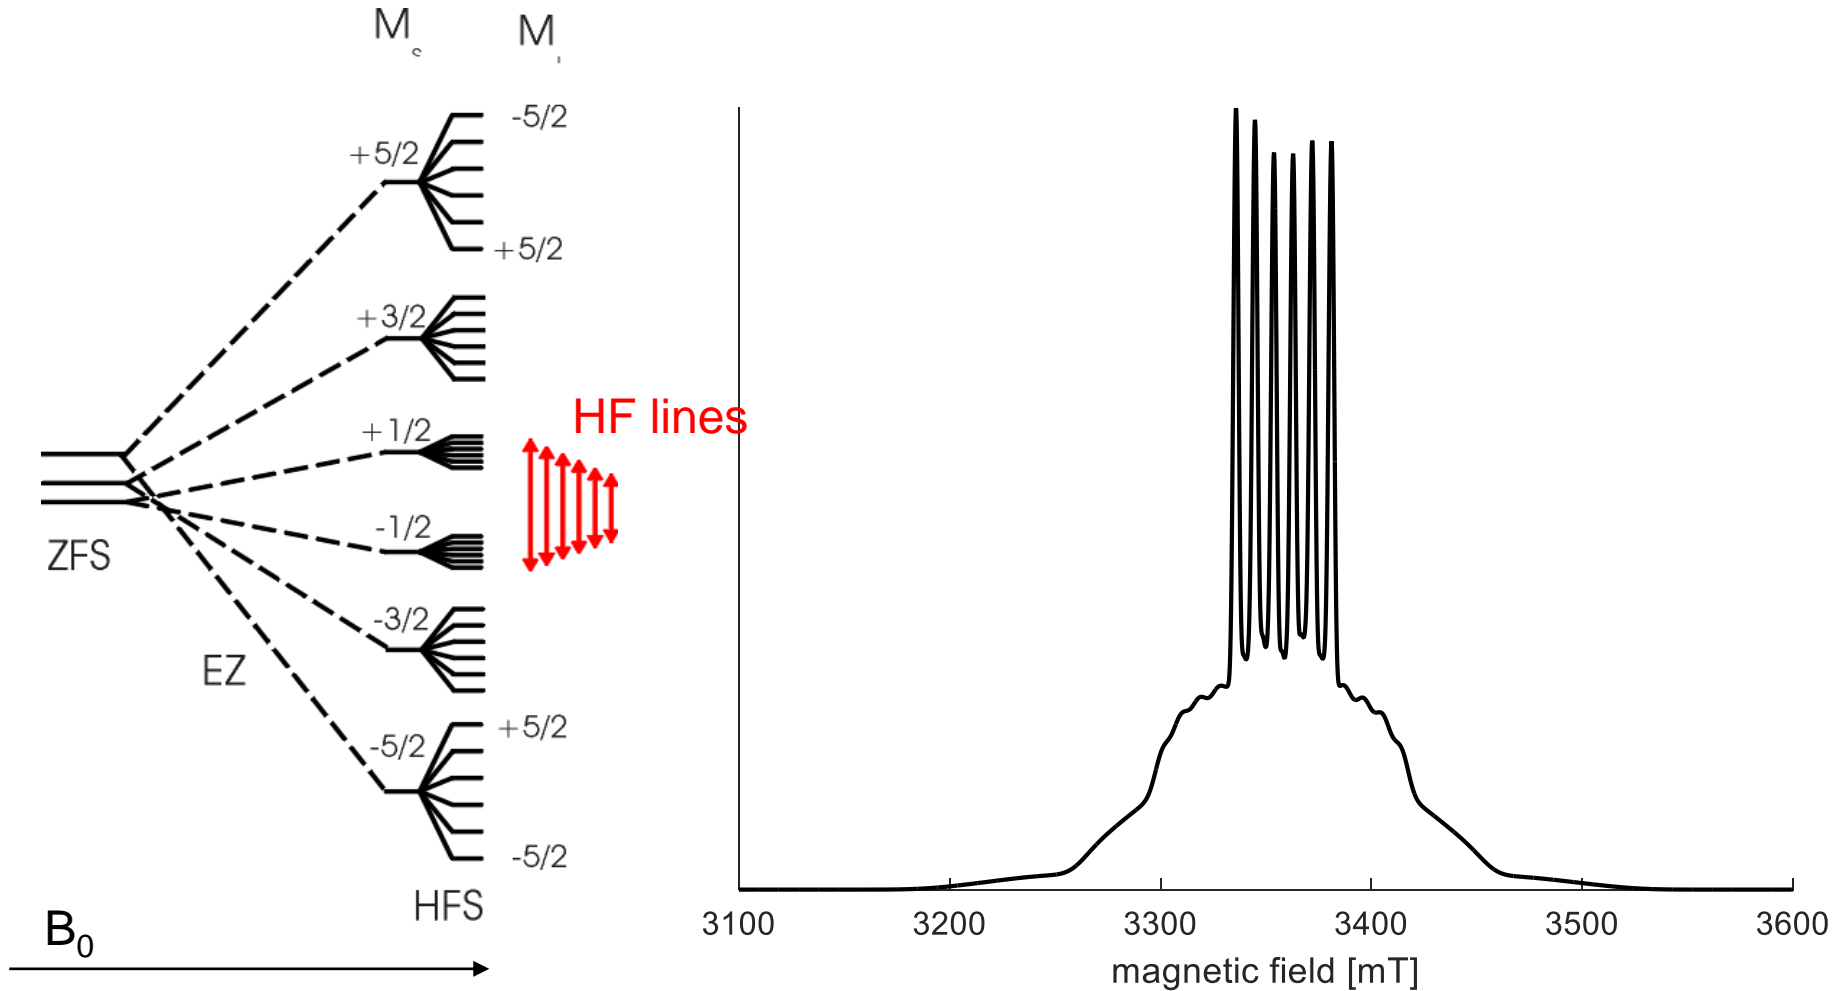 M
M
-5/2
+5/2
+5/2
+3/2
HF lines
+1/2
-1/2
ZFS
-3/2
EZ
+5/2
-5/2
-5/2
HFS
B0
3100 3200 3300 3400 3500 3600
magnetic field [mT]